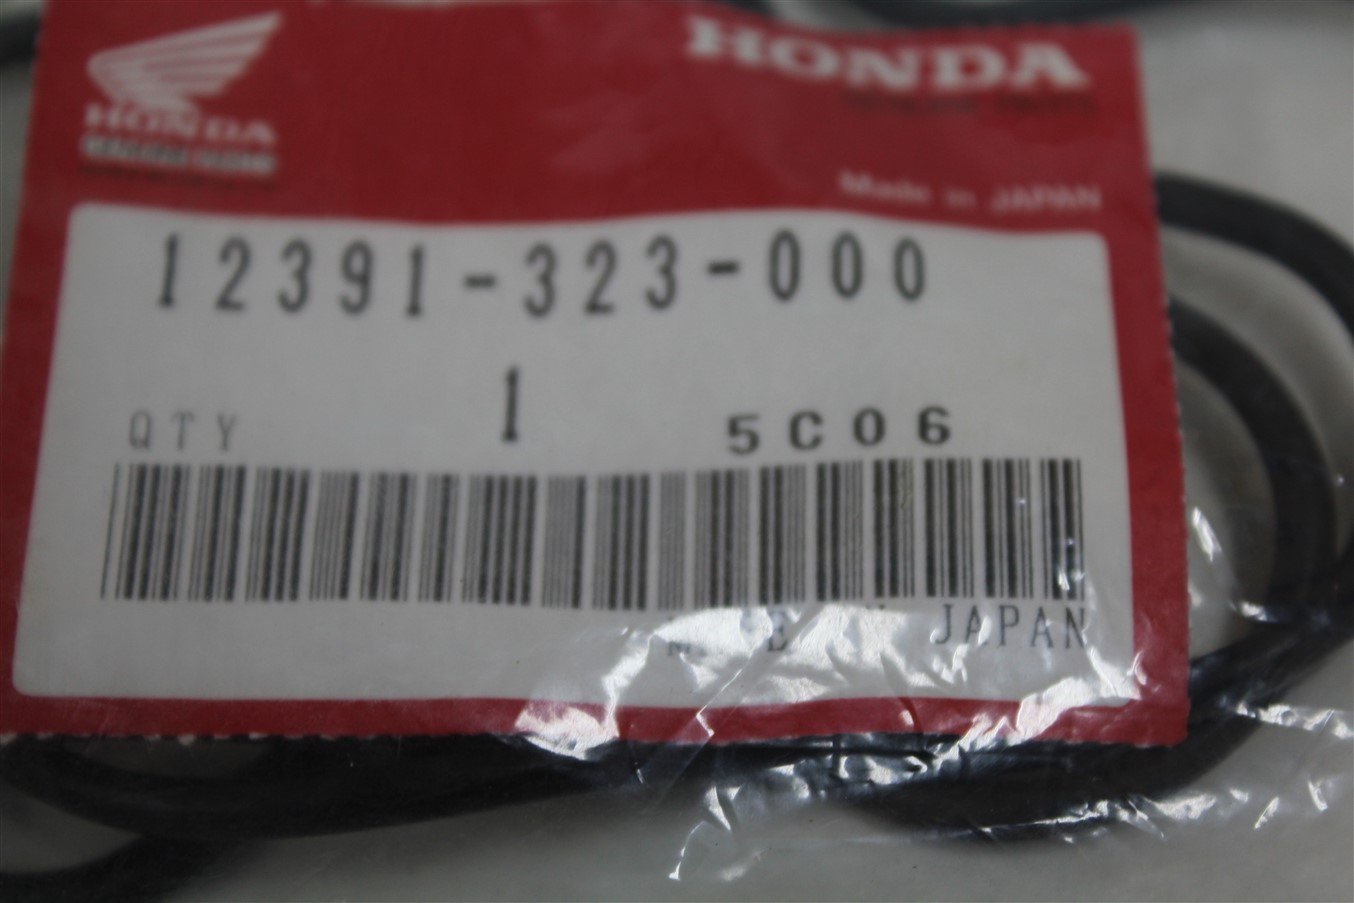 HONDA
HONDA
Made in JAPAN
12391-323-000
QTY 1 5C06
JAPAN